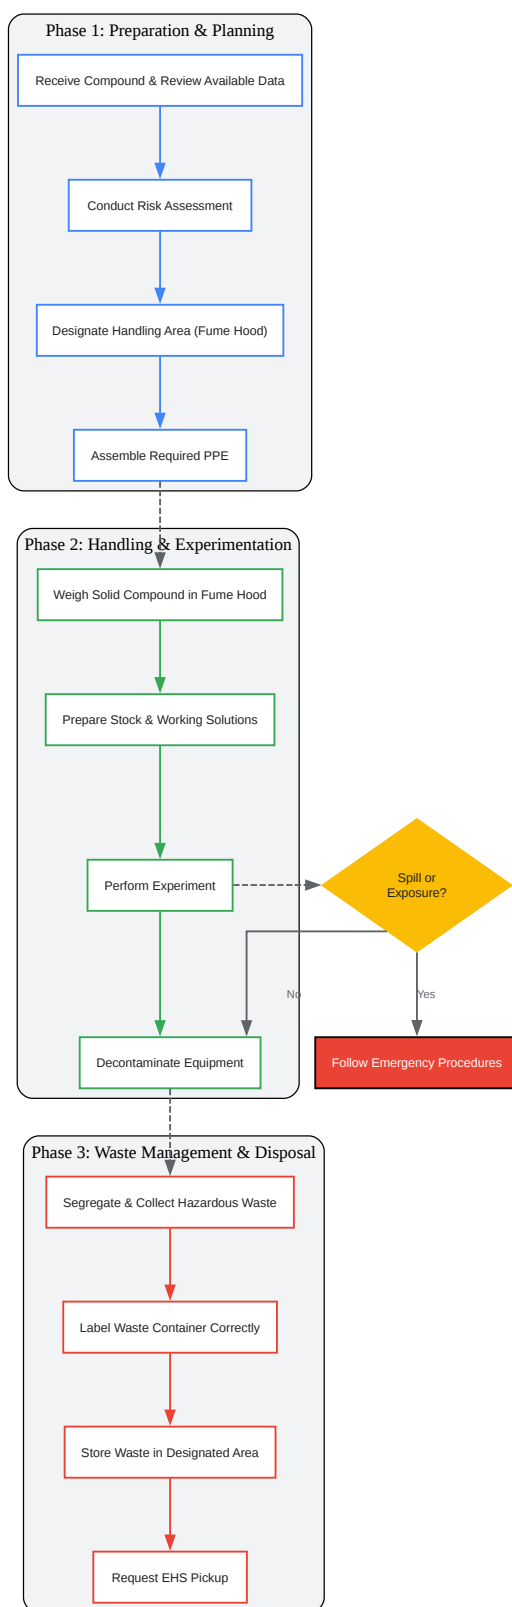 Phase 1: Preparation & Planning
Receive Compound & Review Available Data
Conduct Risk Assessment
Designate Handling Area (Fume Hood)
Assemble Required PPE
Phase 2: Handling & Experimentation
Weigh Solid Compound in Fume Hood
Prepare Stock & Working Solutions
Perform Experiment
Spill or
Exposure?
No
Yes
Decontaminate Equipment
Follow Emergency Procedures
Phase 3: Waste Management & Disposal
Segregate & Collect Hazardous Waste
Label Waste Container Correctly
Store Waste in Designated Area
Request EHS Pickup